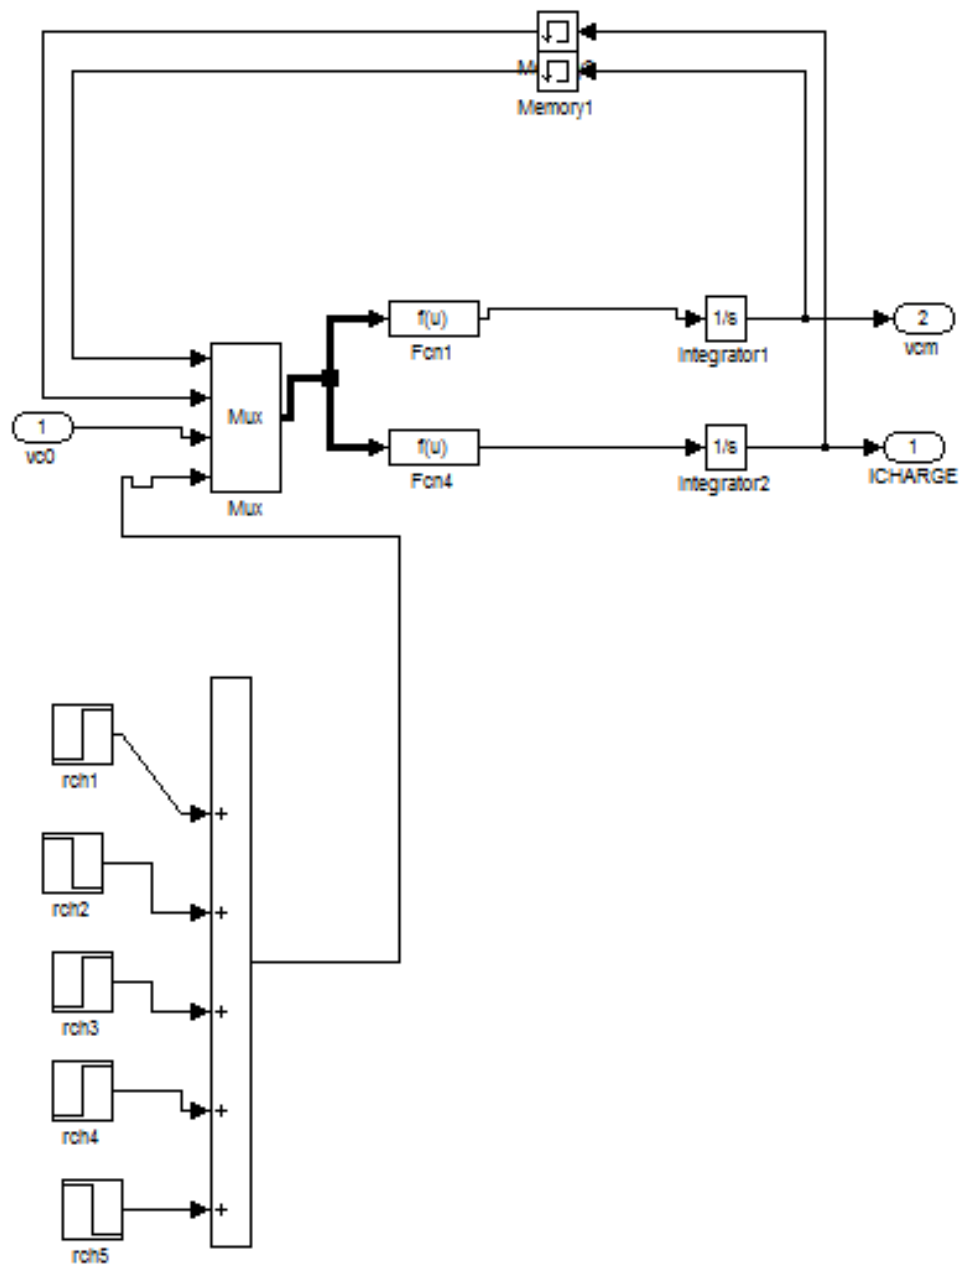 Memory1
f(u)
Fcn1
1/s
Integrator1
2
vcm
Mux
Mux
1
vc0
f(u)
Fcn4
1/s
Integrator2
1
ICHARGE
rch1
+
rch2
+
rch3
+
rch4
+
rch5
+